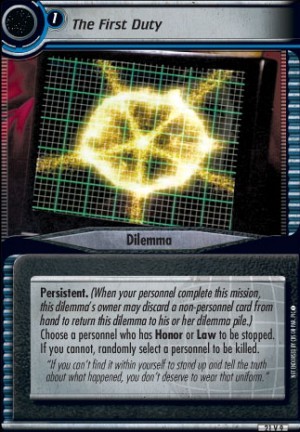 1
The First Duty
Dilemma
Persistent. (When your personnel complete this mission,
this dilemma's owner may discard a non-personnel card from
hand to return this dilemma to his or her dilemma pile.)
Choose a personnel who has Honor or Law to be stopped.
If you cannot, randomly select a personnel to be killed.
"If you can't find it within yourself to stand up and tell the truth
about what happened, you don't deserve to wear that uniform."
21 V 6